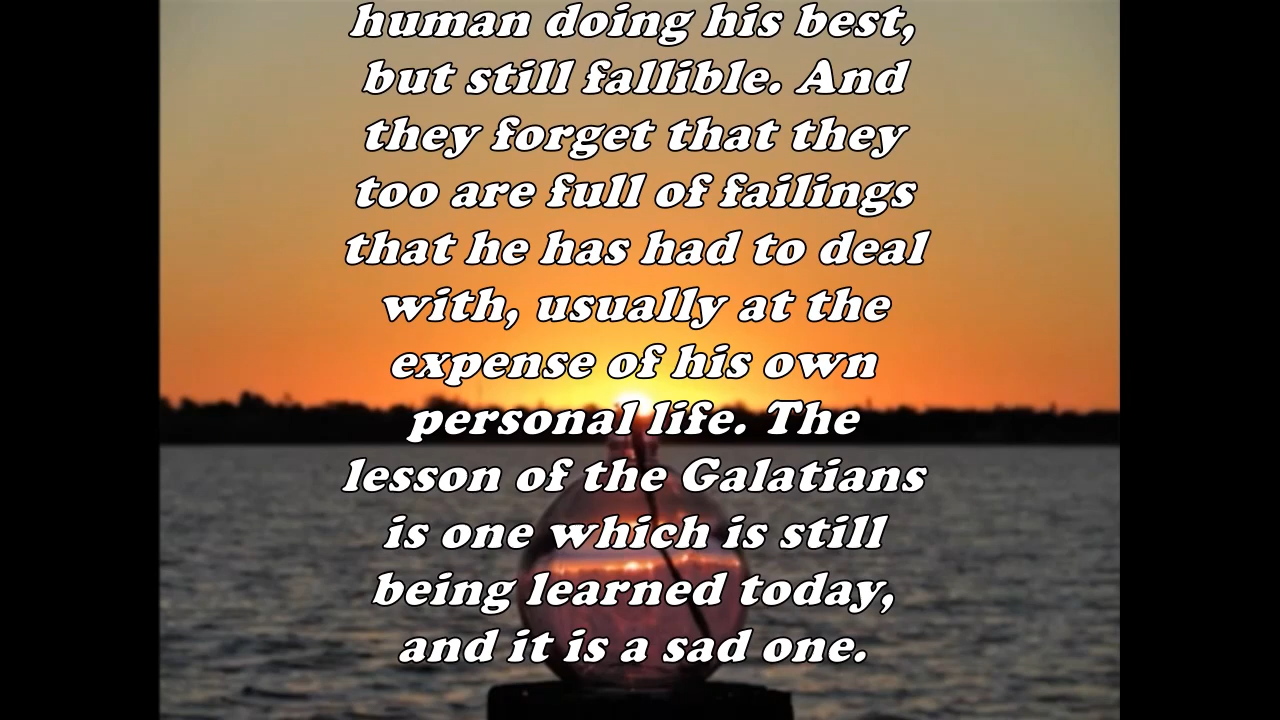 human doing his best,
but still fallible. And
they forget that they
too are full of failings
that he has had to deal
with, usually at the
expense of his own
personal life. The
lesson of the Galatians
is one which is still
being learned today,
and it is a sad one.